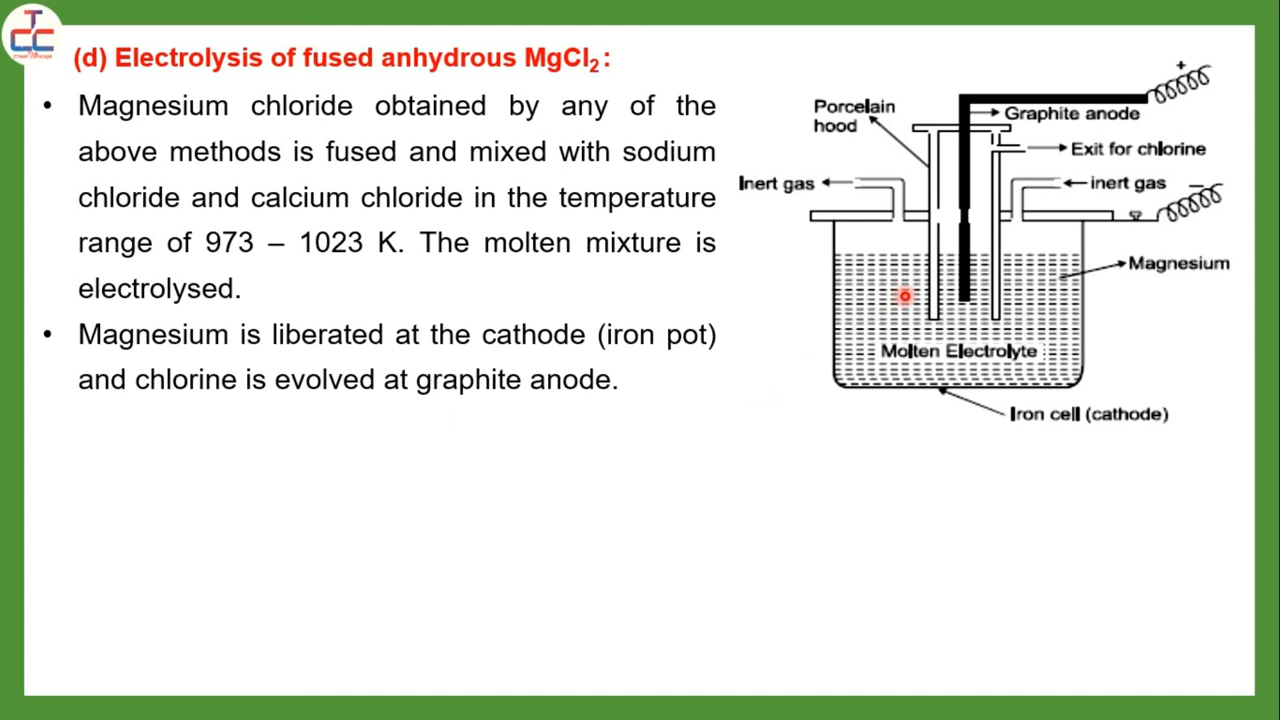 TCC
(d) Electrolysis of fused anhydrous MgCl₂:
• Magnesium chloride obtained by any of the
above methods is fused and mixed with sodium
chloride and calcium chloride in the temperature
range of 973 – 1023 K. The molten mixture is
electrolysed.
• Magnesium is liberated at the cathode (iron pot)
and chlorine is evolved at graphite anode.
+
Porcelain
hood
Graphite anode
Exit for chlorine
Inert gas
inert gas
–
Magnesium
Molten Electrolyte
Iron cell (cathode)